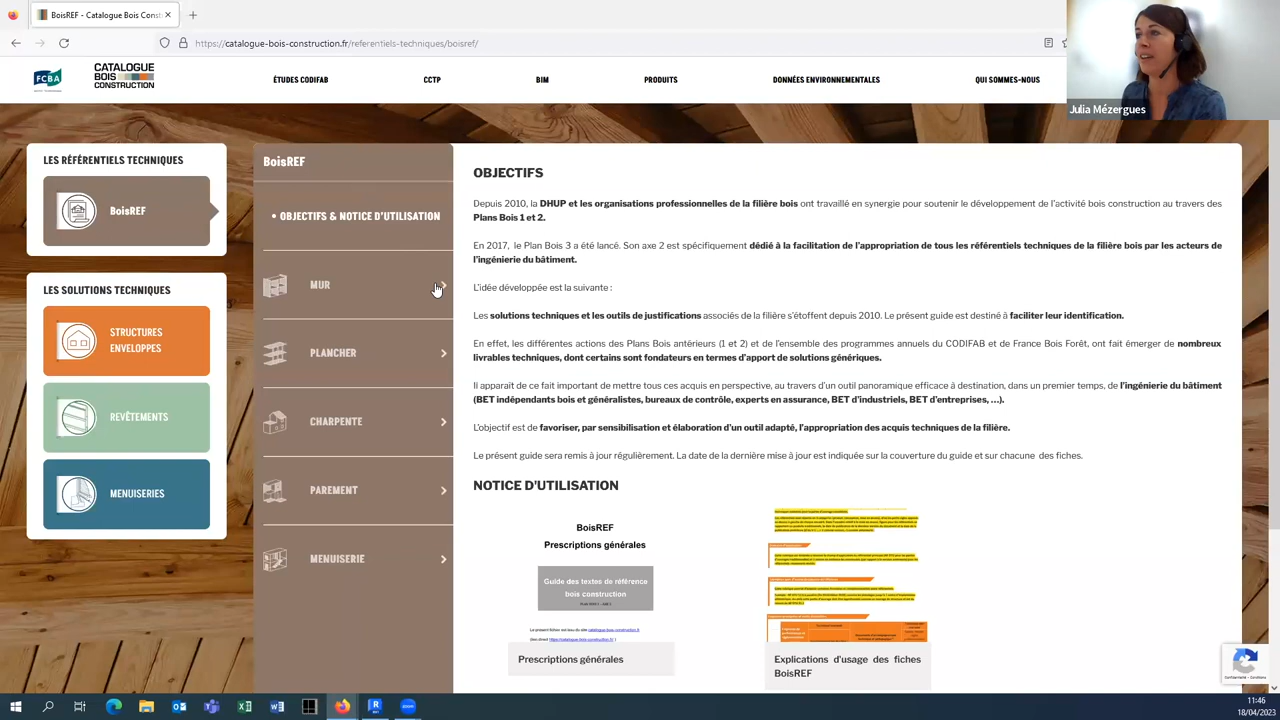 BoisREF - Catalogue Bois Const
https://catalogue-bois-construction.fr/referentiels-techniques/boisref/
FCBA
CATALOGUE
BOIS
CONSTRUCTION
ÉTUDES CODIFAB
CCTP
BIM
PRODUITS
DONNÉES ENVIRONNEMENTALES
QUI SOMMES-NOUS
Julia Mézergues
LES RÉFÉRENTIELS TECHNIQUES
BoisREF
LES SOLUTIONS TECHNIQUES
STRUCTURES
ENVELOPPES
REVÊTEMENTS
MENUISERIES
BoisREF
• OBJECTIFS & NOTICE D'UTILISATION
MUR
PLANCHER
CHARPENTE
PAREMENT
MENUISERIE
OBJECTIFS
Depuis 2010, la DHUP et les organisations professionnelles de la filière bois ont travaillé en synergie pour soutenir le développement de l'activité bois construction au travers des
Plans Bois 1 et 2.
En 2017, le Plan Bois 3 a été lancé. Son axe 2 est spécifiquement dédié à la facilitation de l'appropriation de tous les référentiels techniques de la filière bois par les acteurs de
l'ingénierie du bâtiment.
L'idée développée est la suivante :
Les solutions techniques et les outils de justifications associés de la filière s'étoffent depuis 2010. Le présent guide est destiné à faciliter leur identification.
En effet, les différentes actions des Plans Bois antérieurs (1 et 2) et de l'ensemble des programmes annuels du CODIFAB et de France Bois Forêt, ont fait émerger de nombreux
livrables techniques, dont certains sont fondateurs en termes d'apport de solutions génériques.
Il apparaît de ce fait important de mettre tous ces acquis en perspective, au travers d'un outil panoramique efficace à destination, dans un premier temps, de l'ingénierie du bâtiment
(BET indépendants bois et généralistes, bureaux de contrôle, experts en assurance, BET d'industriels, BET d'entreprises, …).
L'objectif est de favoriser, par sensibilisation et élaboration d'un outil adapté, l'appropriation des acquis techniques de la filière.
Le présent guide sera remis à jour régulièrement. La date de la dernière mise à jour est indiquée sur la couverture du guide et sur chacune des fiches.
NOTICE D'UTILISATION
BoisREF
Prescriptions générales
Guide des textes de référence
bois construction
Prescriptions générales
Explications d'usage des fiches
BoisREF
11:46
18/04/2023